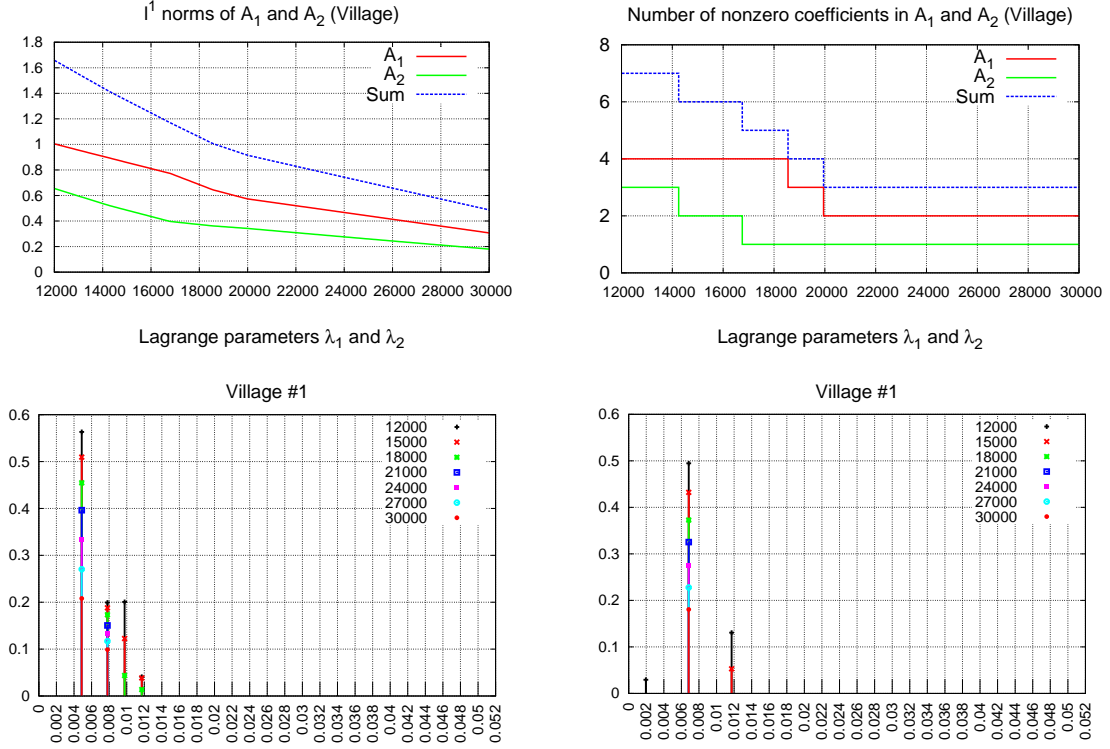 l1 norms of A1 and A2 (Village)
1.8
1.6
1.4
1.2
1
0.8
0.6
0.4
0.2
0
A1
A2
Sum
12000 14000 16000 18000 20000 22000 24000 26000 28000 30000
Lagrange parameters λ1 and λ2
Number of nonzero coefficients in A1 and A2 (Village)
8
6
4
2
0
A1
A2
Sum
12000 14000 16000 18000 20000 22000 24000 26000 28000 30000
Lagrange parameters λ1 and λ2
Village #1
0.6
0.5
0.4
0.3
0.2
0.1
0
12000
15000
18000
21000
24000
27000
30000
0 0.002 0.004 0.006 0.008 0.01 0.012 0.014 0.016 0.018 0.02 0.022 0.024 0.026 0.028 0.03 0.032 0.034 0.036 0.038 0.04 0.042 0.044 0.046 0.048 0.05 0.052
Village #1
0.6
0.5
0.4
0.3
0.2
0.1
0
12000
15000
18000
21000
24000
27000
30000
0 0.002 0.004 0.006 0.008 0.01 0.012 0.014 0.016 0.018 0.02 0.022 0.024 0.026 0.028 0.03 0.032 0.034 0.036 0.038 0.04 0.042 0.044 0.046 0.048 0.05 0.052